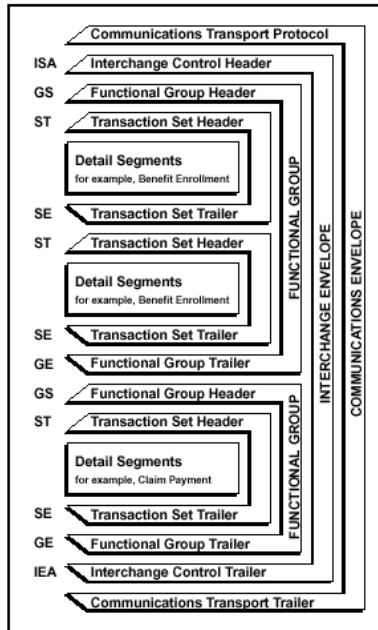 Communications Transport Protocol
ISA Interchange Control Header
GS Functional Group Header
ST Transaction Set Header
Detail Segments
for example, Benefit Enrollment
SE Transaction Set Trailer
ST Transaction Set Header
Detail Segments
for example, Benefit Enrollment
SE Transaction Set Trailer
GE Functional Group Trailer
FUNCTIONAL GROUP
GS Functional Group Header
ST Transaction Set Header
Detail Segments
for example, Claim Payment
SE Transaction Set Trailer
GE Functional Group Trailer
FUNCTIONAL GROUP
IEA Interchange Control Trailer
Communications Transport Trailer
INTERCHANGE ENVELOPE
COMMUNICATIONS ENVELOPE